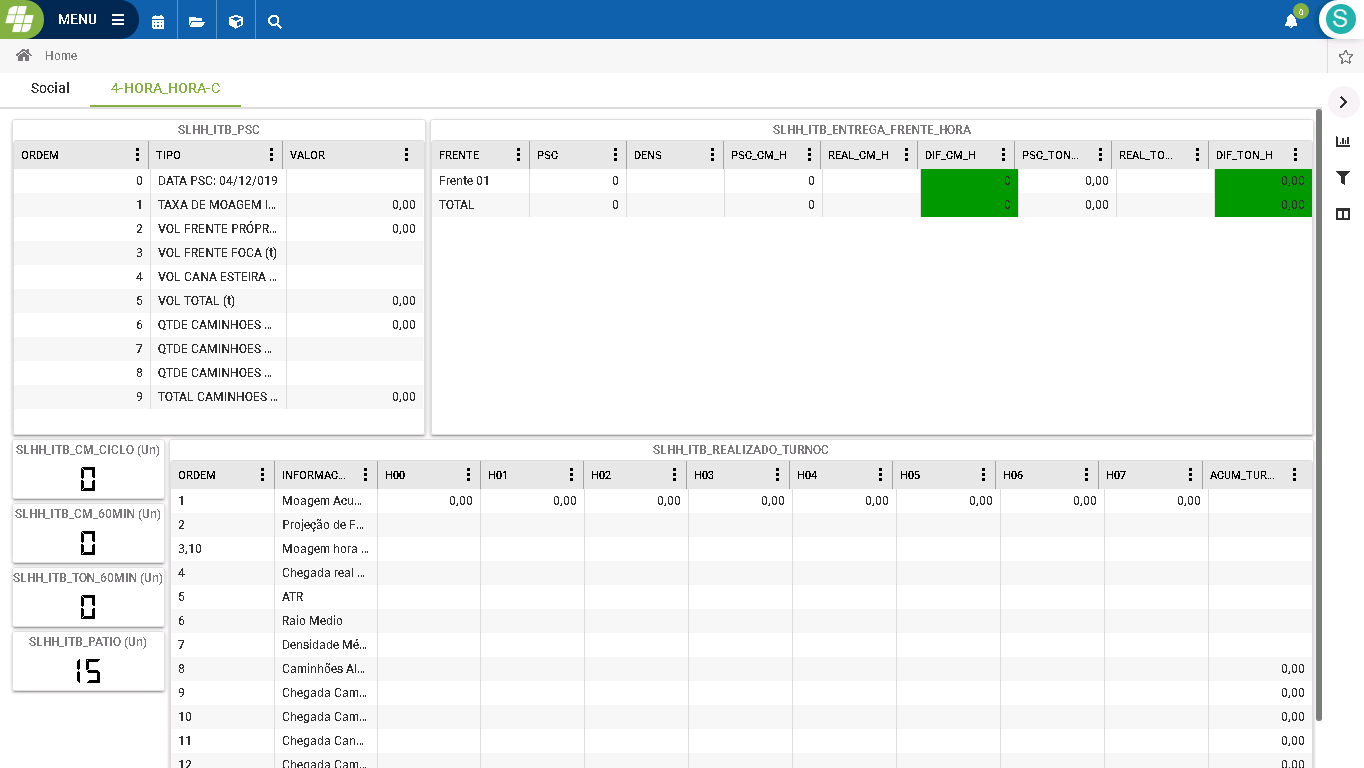 MENU
0
S
Home
Social
4-HORA_HORA-C
SLHH_ITB_PSC
ORDEM TIPO VALOR
0 DATA PSC: 04/12/019
1 TAXA DE MOAGEM I... 0,00
2 VOL FRENTE PRÓPR... 0,00
3 VOL FRENTE FOCA (t)
4 VOL CANA ESTEIRA ...
5 VOL TOTAL (t) 0,00
6 QTDE CAMINHOES ... 0,00
7 QTDE CAMINHOES ...
8 QTDE CAMINHOES ...
9 TOTAL CAMINHOES ... 0,00
SLHH_ITB_ENTREGA_FRENTE_HORA
FRENTE PSC DENS PSC_CM_H REAL_CM_H DIF_CM_H PSC_TON... REAL_TO... DIF_TON_H
Frente 01 0 0 0 0,00 0,00
TOTAL 0 0 0 0,00 0,00
SLHH_ITB_CM_CICLO (Un)
0
SLHH_ITB_CM_60MIN (Un)
0
SLHH_ITB_TON_60MIN (Un)
0
SLHH_ITB_PATIO (Un)
15
SLHH_ITB_REALIZADO_TURNOC
ORDEM INFORMAC... H00 H01 H02 H03 H04 H05 H06 H07 ACUM_TUR...
1 Moagem Acu... 0,00 0,00 0,00 0,00 0,00 0,00 0,00 0,00
2 Projeção de F...
3,10 Moagem hora ...
4 Chegada real ...
5 ATR
6 Raio Medio
7 Densidade Mé...
8 Caminhões Al... 0,00
9 Chegada Cam... 0,00
10 Chegada Cam... 0,00
11 Chegada Can... 0,00
12 Chegada Cam... 0,00